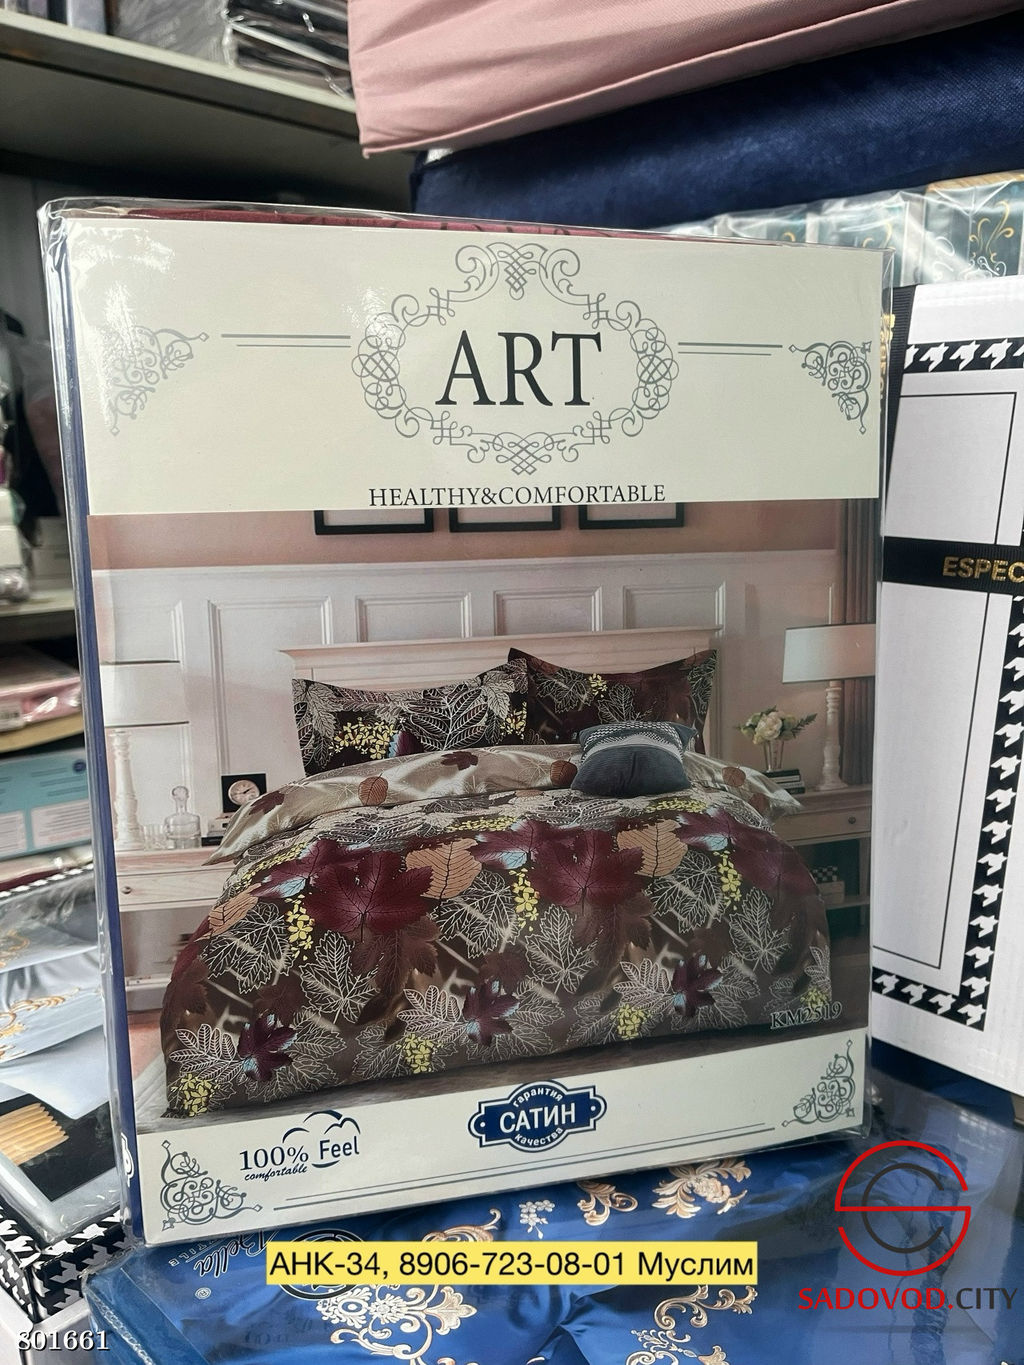 ART
HEALTHY&COMFORTABLE
ESPEC
KM2519
гарантия
САТИН
качества
100% Feel
comfortable
Bella
АНК-34, 8906-723-08-01 Муслим
SADOVOD.CITY
801661